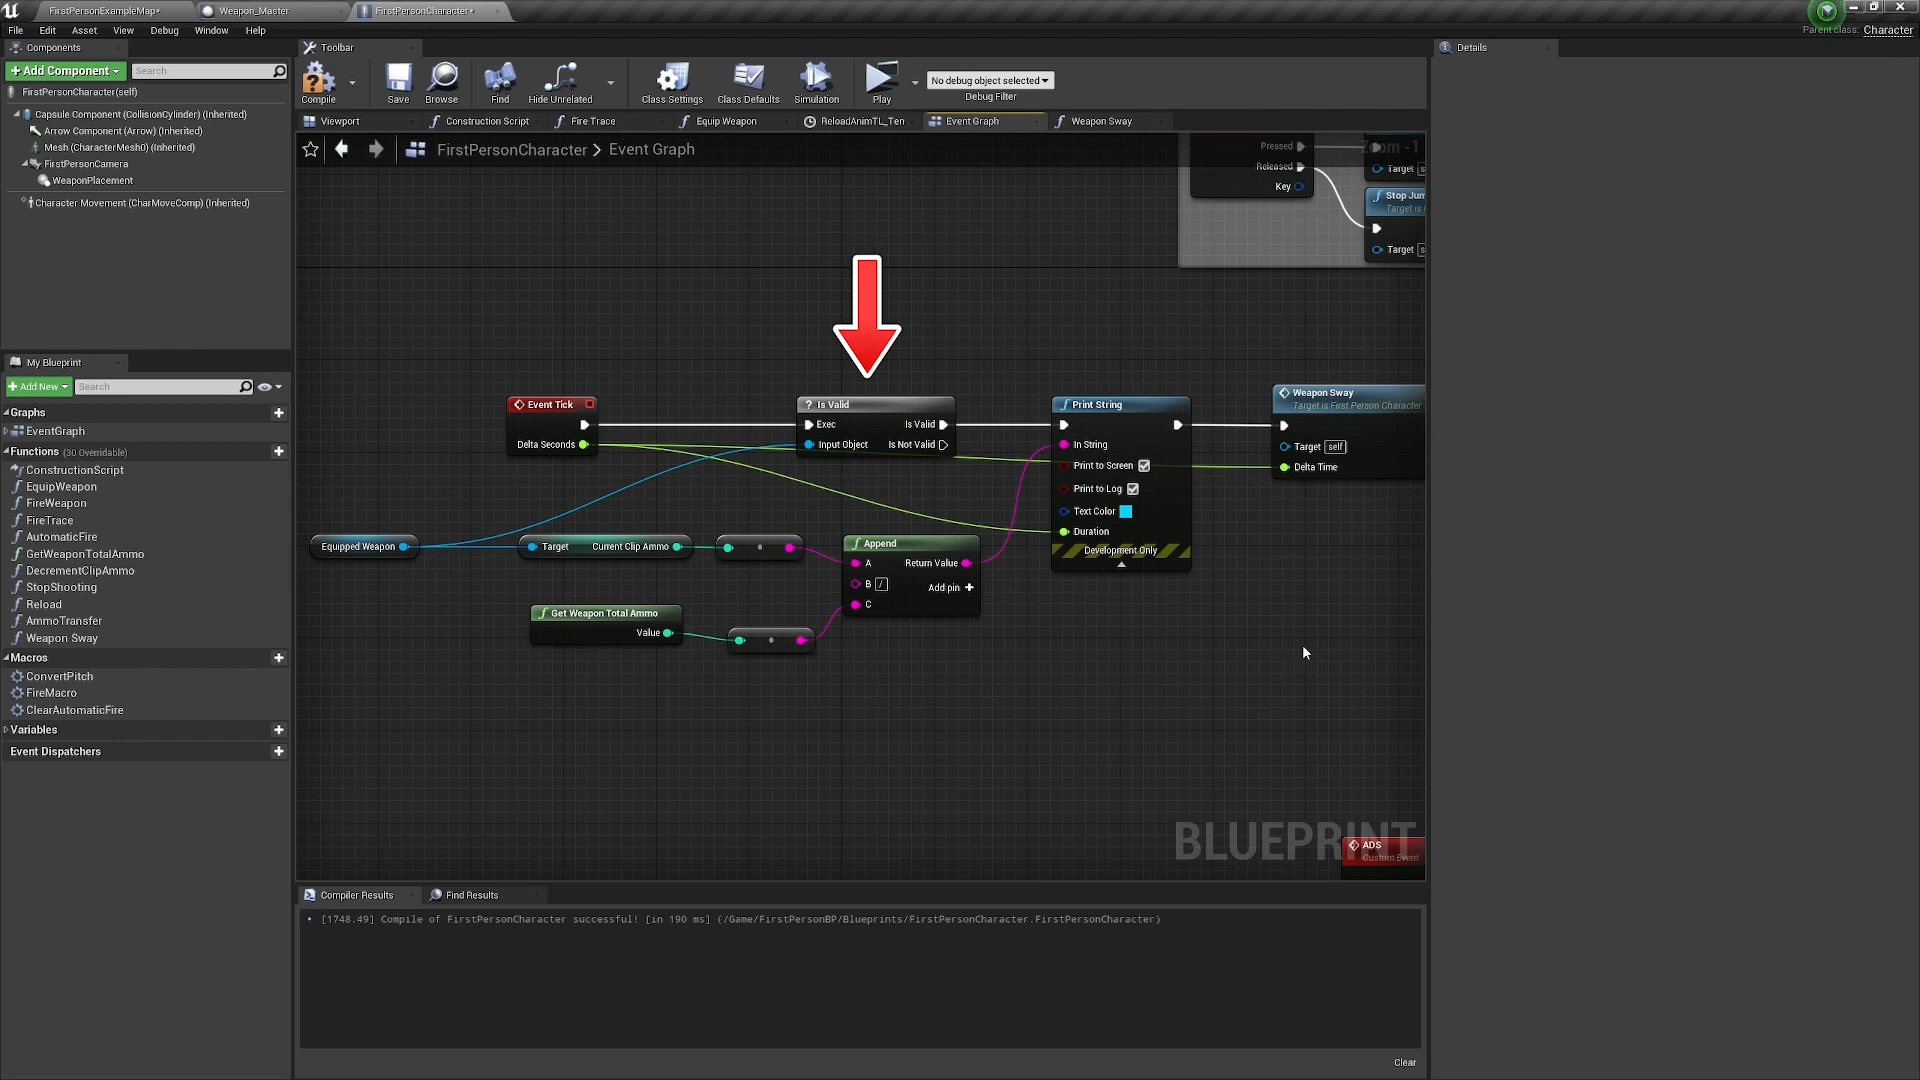 FirstPersonExampleMap*
Weapon_Master
FirstPersonCharacter*
File Edit Asset View Debug Window Help
Parent class: Character
Components
Toolbar
Details
+ Add Component
Search
FirstPersonCharacter(self)
Capsule Component (CollisionCylinder) (Inherited)
Arrow Component (Arrow) (Inherited)
Mesh (CharacterMesh0) (Inherited)
FirstPersonCamera
WeaponPlacement
Character Movement (CharMoveComp) (Inherited)
Compile
Save
Browse
Find
Hide Unrelated
Class Settings
Class Defaults
Simulation
Play
No debug object selected
Debug Filter
Viewport
Construction Script
Fire Trace
Equip Weapon
ReloadAnimTL_Ten
Event Graph
Weapon Sway
FirstPersonCharacter > Event Graph
Zoom -1
Pressed
Released
Key
Target s
Stop Jum
Target is
Target s
My Blueprint
+ Add New
Search
Graphs
EventGraph
Functions (30 Overridable)
ConstructionScript
EquipWeapon
FireWeapon
FireTrace
AutomaticFire
GetWeaponTotalAmmo
DecrementClipAmmo
StopShooting
Reload
AmmoTransfer
Weapon Sway
Macros
ConvertPitch
FireMacro
ClearAutomaticFire
Variables
Event Dispatchers
Event Tick
Delta Seconds
? Is Valid
Exec
Is Valid
Input Object
Is Not Valid
Print String
In String
Print to Screen
Print to Log
Text Color
Duration
Development Only
Weapon Sway
Target is First Person Character
Target self
Delta Time
Equipped Weapon
Target
Current Clip Ammo
Append
A
Return Value
B /
Add pin +
C
Get Weapon Total Ammo
Value
BLUEPRINT
ADS
Custom Event
Compiler Results
Find Results
[1748.49] Compile of FirstPersonCharacter successful! [in 190 ms] (/Game/FirstPersonBP/Blueprints/FirstPersonCharacter.FirstPersonCharacter)
Clear